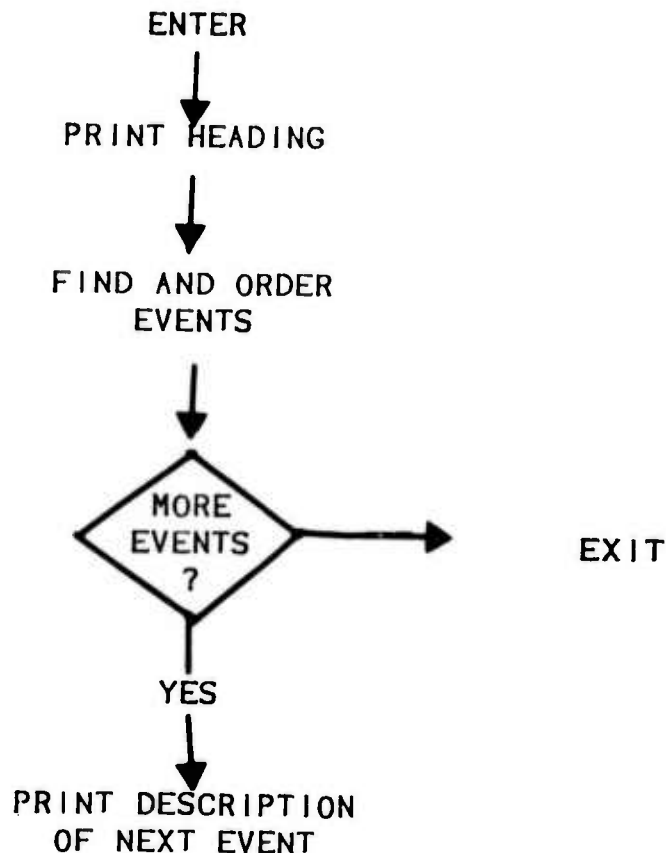 ENTER
PRINT HEADING
FIND AND ORDER
EVENTS
MORE
EVENTS
?
EXIT
YES
PRINT DESCRIPTION
OF NEXT EVENT